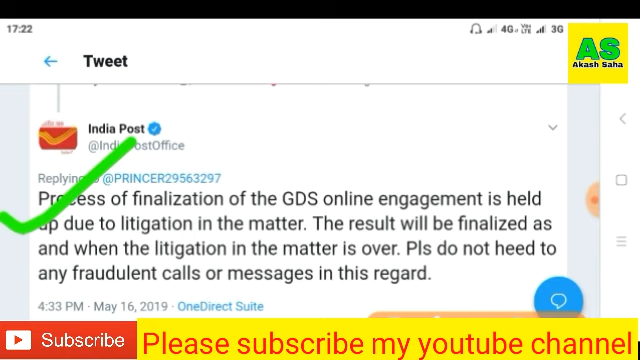 17:22
4G
VoI
LTE
3G
AS
Akash Saha
Tweet
India Post
@IndiaPostOffice
Replying to @PRINCER29563297
Process of finalization of the GDS online engagement is held
up due to litigation in the matter. The result will be finalized as
and when the litigation in the matter is over. Pls do not heed to
any fraudulent calls or messages in this regard.
4:33 PM · May 16, 2019 · OneDirect Suite
Subscribe
Please subscribe my youtube channel